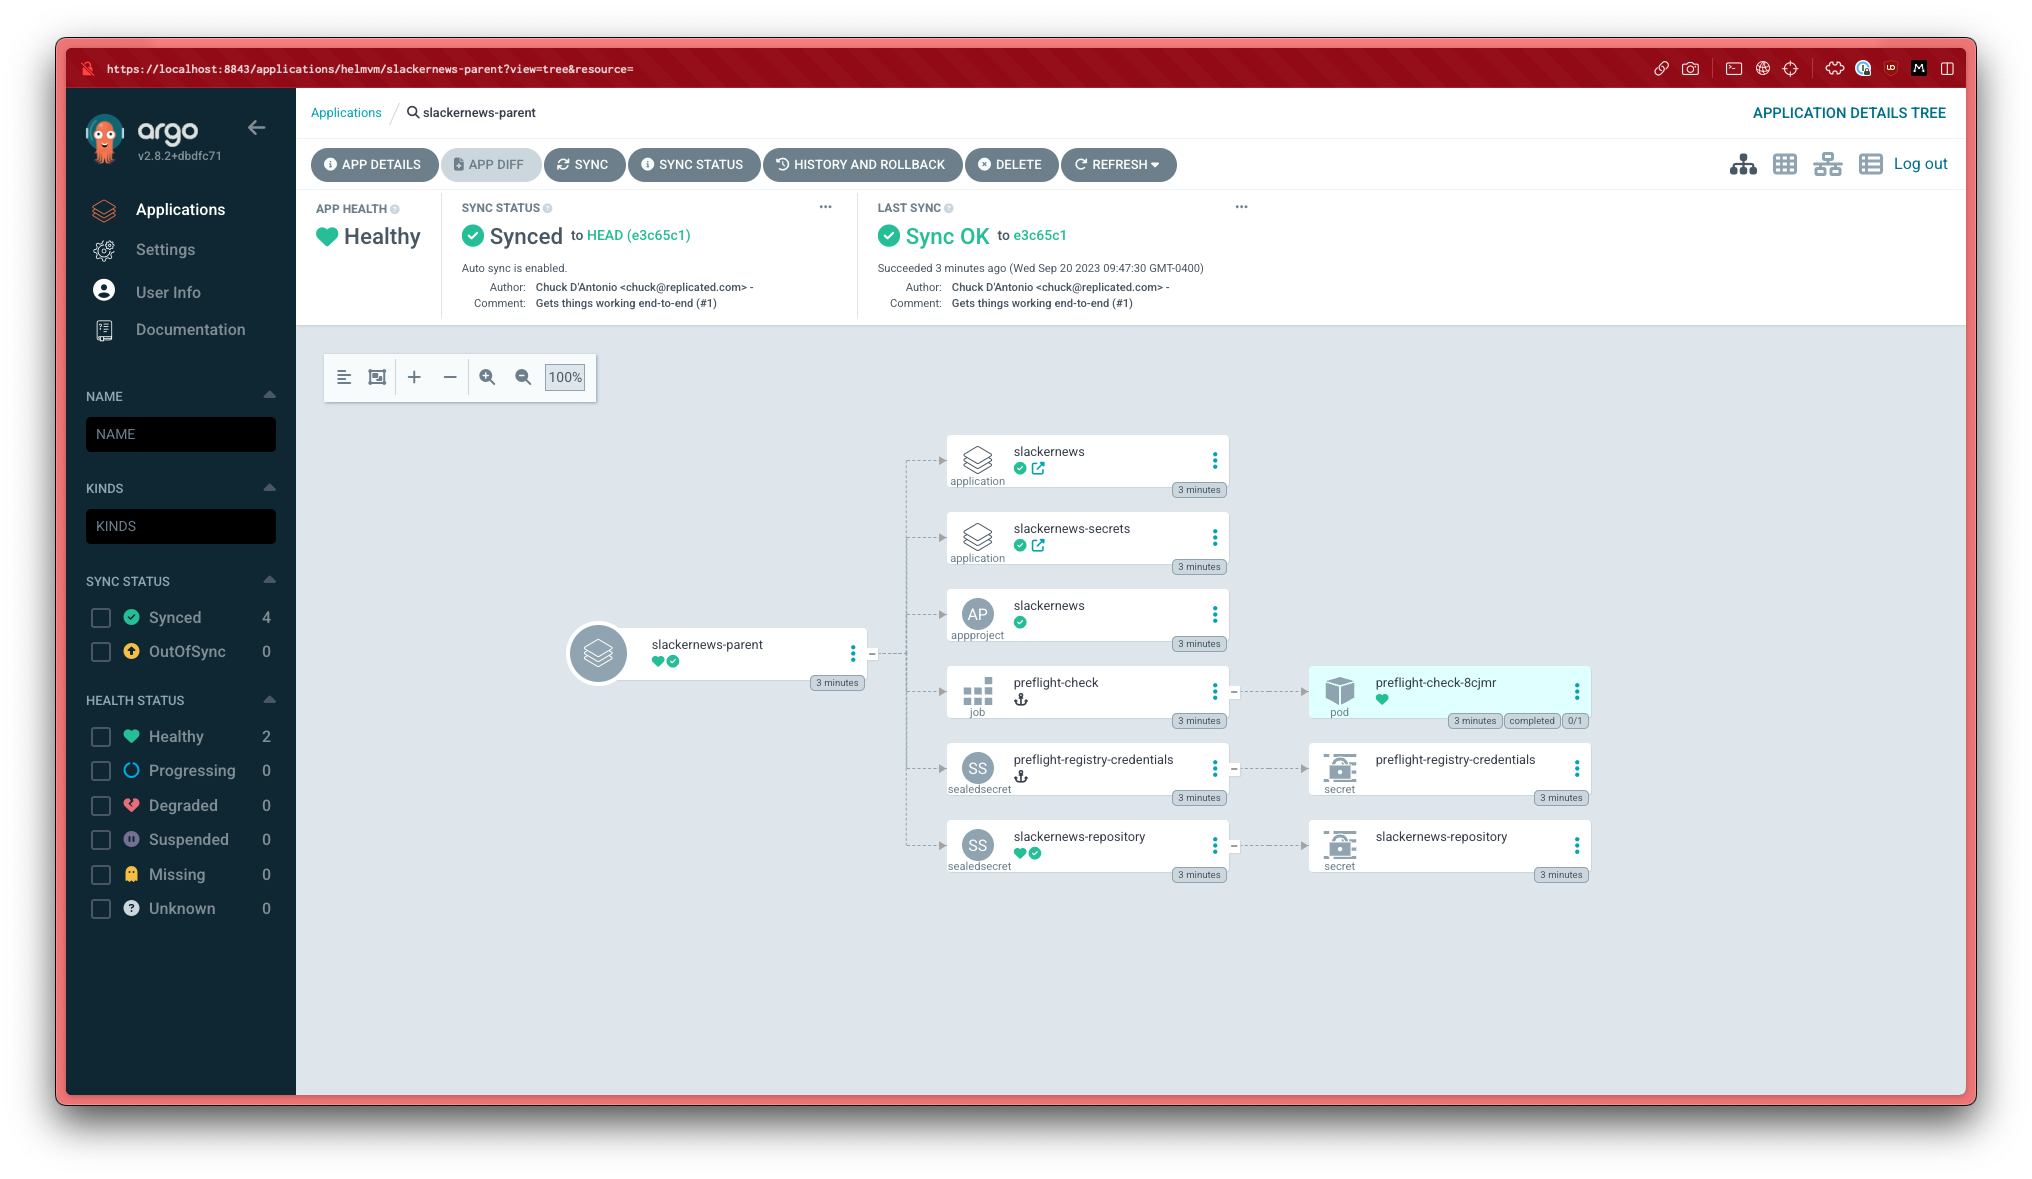 https://localhost:8843/applications/helmvm/slackernews-parent?view=tree&resource=
argo
v2.8.2+dbdfc71
Applications
Settings
User Info
Documentation
NAME
NAME
KINDS
KINDS
SYNC STATUS
Synced 4
OutOfSync 0
HEALTH STATUS
Healthy 2
Progressing 0
Degraded 0
Suspended 0
Missing 0
Unknown 0
Applications / slackernews-parent
APPLICATION DETAILS TREE
APP DETAILS APP DIFF SYNC SYNC STATUS HISTORY AND ROLLBACK DELETE REFRESH
Log out
APP HEALTH
Healthy
SYNC STATUS
Synced to HEAD (e3c65c1)
Auto sync is enabled.
Author: Chuck D'Antonio <chuck@replicated.com> -
Comment: Gets things working end-to-end (#1)
LAST SYNC
Sync OK to e3c65c1
Succeeded 3 minutes ago (Wed Sep 20 2023 09:47:30 GMT-0400)
Author: Chuck D'Antonio <chuck@replicated.com> -
Comment: Gets things working end-to-end (#1)
100%
slackernews-parent
3 minutes
slackernews
application
3 minutes
slackernews-secrets
application
3 minutes
AP
slackernews
appproject
3 minutes
preflight-check
job
3 minutes
preflight-check-8cjmr
pod
3 minutes completed 0/1
SS
preflight-registry-credentials
sealedsecret
3 minutes
preflight-registry-credentials
secret
3 minutes
SS
slackernews-repository
sealedsecret
3 minutes
slackernews-repository
secret
3 minutes